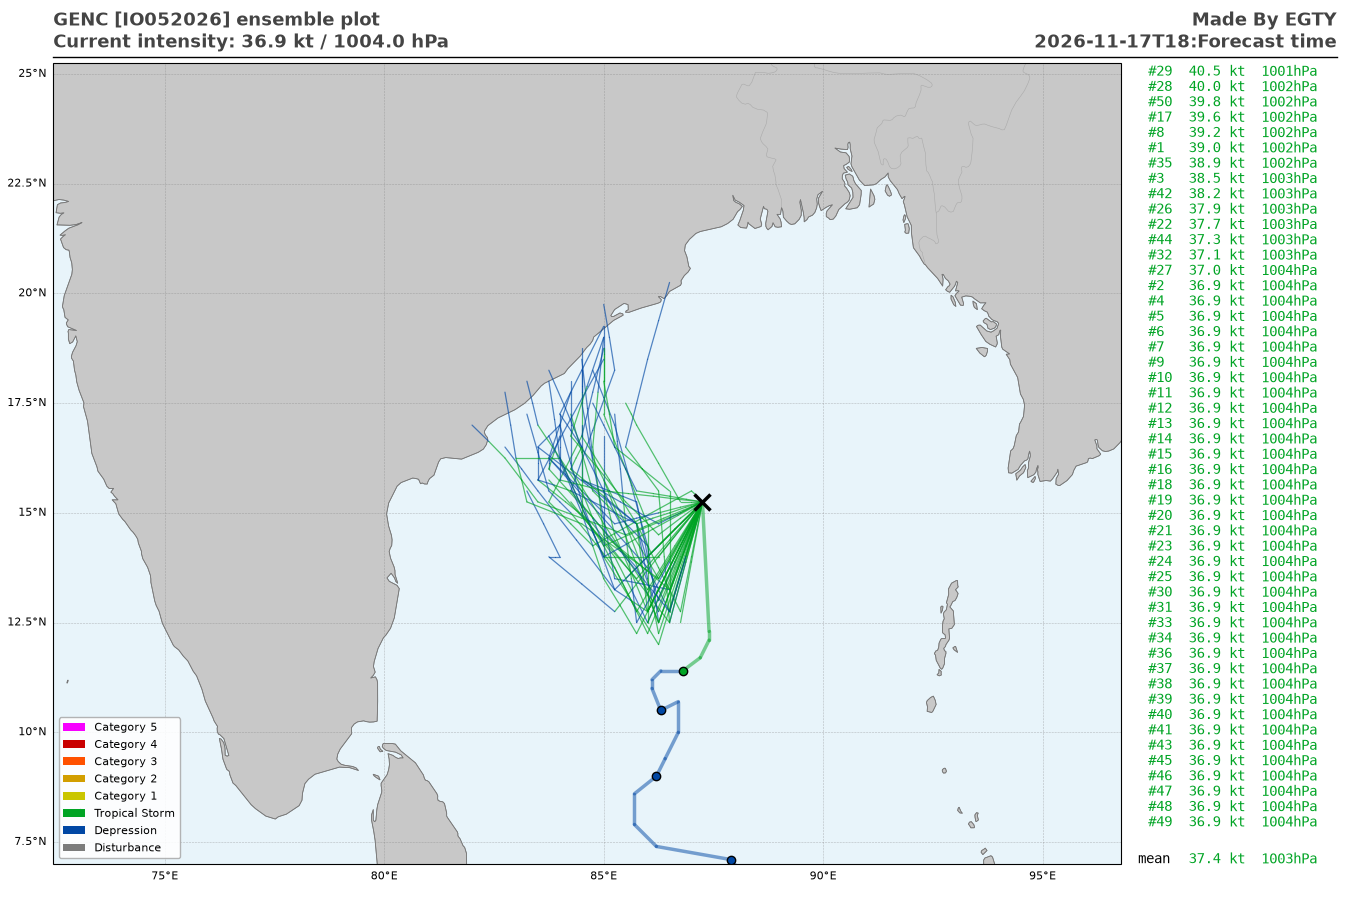 GENC [IO052026] ensemble plot
Made By EGTY
Current intensity: 36.9 kt / 1004.0 hPa
2026-11-17T18:Forecast time
25°N
22.5°N
20°N
17.5°N
15°N
12.5°N
10°N
7.5°N
75°E
80°E
85°E
90°E
95°E
Category 5
Category 4
Category 3
Category 2
Category 1
Tropical Storm
Depression
Disturbance
#29 40.5 kt 1001hPa
#28 40.0 kt 1002hPa
#50 39.8 kt 1002hPa
#17 39.6 kt 1002hPa
#8 39.2 kt 1002hPa
#1 39.0 kt 1002hPa
#35 38.9 kt 1002hPa
#3 38.5 kt 1003hPa
#42 38.2 kt 1003hPa
#26 37.9 kt 1003hPa
#22 37.7 kt 1003hPa
#44 37.3 kt 1003hPa
#32 37.1 kt 1003hPa
#27 37.0 kt 1004hPa
#2 36.9 kt 1004hPa
#4 36.9 kt 1004hPa
#5 36.9 kt 1004hPa
#6 36.9 kt 1004hPa
#7 36.9 kt 1004hPa
#9 36.9 kt 1004hPa
#10 36.9 kt 1004hPa
#11 36.9 kt 1004hPa
#12 36.9 kt 1004hPa
#13 36.9 kt 1004hPa
#14 36.9 kt 1004hPa
#15 36.9 kt 1004hPa
#16 36.9 kt 1004hPa
#18 36.9 kt 1004hPa
#19 36.9 kt 1004hPa
#20 36.9 kt 1004hPa
#21 36.9 kt 1004hPa
#23 36.9 kt 1004hPa
#24 36.9 kt 1004hPa
#25 36.9 kt 1004hPa
#30 36.9 kt 1004hPa
#31 36.9 kt 1004hPa
#33 36.9 kt 1004hPa
#34 36.9 kt 1004hPa
#36 36.9 kt 1004hPa
#37 36.9 kt 1004hPa
#38 36.9 kt 1004hPa
#39 36.9 kt 1004hPa
#40 36.9 kt 1004hPa
#41 36.9 kt 1004hPa
#43 36.9 kt 1004hPa
#45 36.9 kt 1004hPa
#46 36.9 kt 1004hPa
#47 36.9 kt 1004hPa
#48 36.9 kt 1004hPa
#49 36.9 kt 1004hPa
mean 37.4 kt 1003hPa